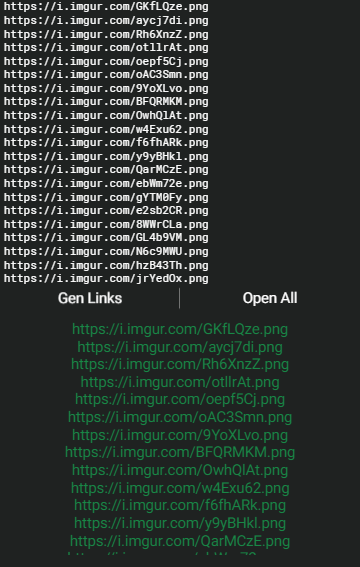 https://i.imgur.com/GKfLQze.png
https://i.imgur.com/aycj7di.png
https://i.imgur.com/Rh6XnzZ.png
https://i.imgur.com/otllrAt.png
https://i.imgur.com/oepf5Cj.png
https://i.imgur.com/oAC3Smn.png
https://i.imgur.com/9YoXLvo.png
https://i.imgur.com/BFQRMKM.png
https://i.imgur.com/OwhQlAt.png
https://i.imgur.com/w4Exu62.png
https://i.imgur.com/f6fhARk.png
https://i.imgur.com/y9yBHkl.png
https://i.imgur.com/QarMCzE.png
https://i.imgur.com/ebWm72e.png
https://i.imgur.com/gYTM0Fy.png
https://i.imgur.com/e2sb2CR.png
https://i.imgur.com/8WWrCLa.png
https://i.imgur.com/GL4b9VM.png
https://i.imgur.com/N6c9MWU.png
https://i.imgur.com/hzB43Th.png
https://i.imgur.com/jrYedOx.png
Gen Links Open All
https://i.imgur.com/GKfLQze.png
https://i.imgur.com/aycj7di.png
https://i.imgur.com/Rh6XnzZ.png
https://i.imgur.com/otllrAt.png
https://i.imgur.com/oepf5Cj.png
https://i.imgur.com/oAC3Smn.png
https://i.imgur.com/9YoXLvo.png
https://i.imgur.com/BFQRMKM.png
https://i.imgur.com/OwhQlAt.png
https://i.imgur.com/w4Exu62.png
https://i.imgur.com/f6fhARk.png
https://i.imgur.com/y9yBHkl.png
https://i.imgur.com/QarMCzE.png